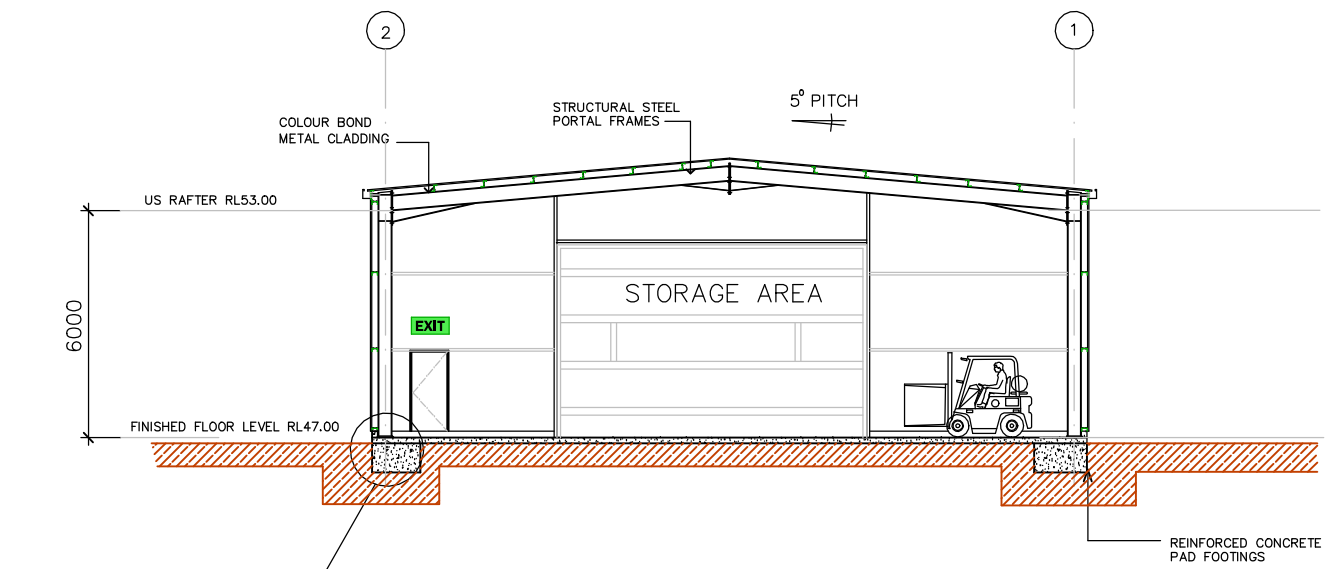 2
1
5° PITCH
STRUCTURAL STEEL
PORTAL FRAMES
COLOUR BOND
METAL CLADDING
US RAFTER RL53.00
STORAGE AREA
6000
EXIT
FINISHED FLOOR LEVEL RL47.00
REINFORCED CONCRETE
PAD FOOTINGS